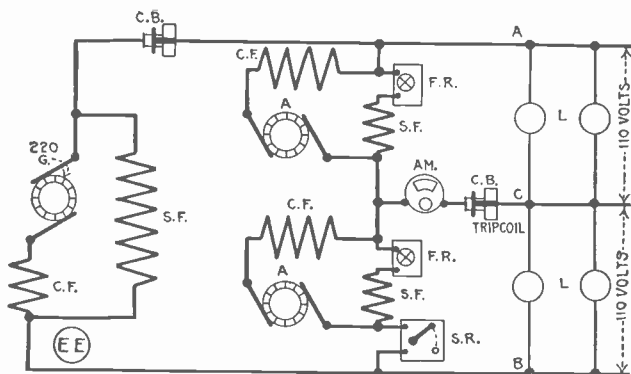 C.B.
A
C.F.
F.R.
A
L
110 VOLTS
220
G.
S.F.
S.F.
AM.
C.B.
C
TRIPCOIL
C.F.
F.R.
A
S.F.
L
110 VOLTS
C.F.
EE
S.R.
B